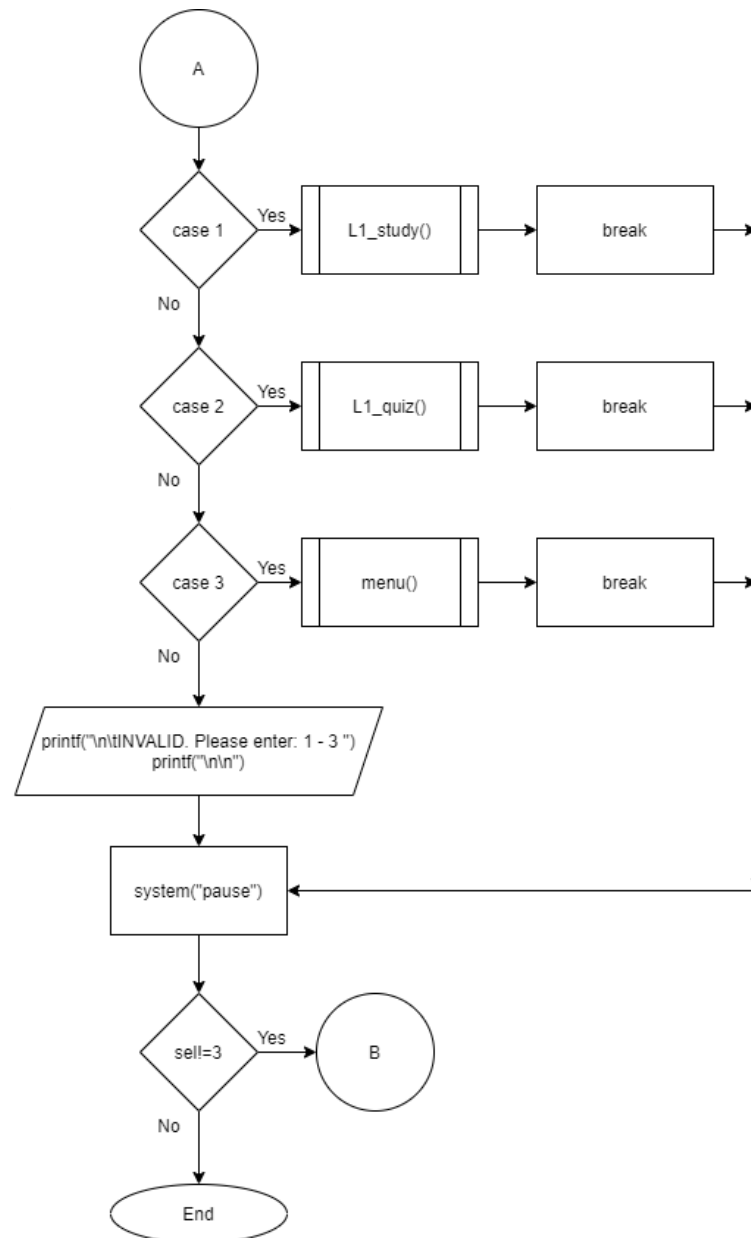 A
case 1
Yes
L1_study()
break
No
case 2
Yes
L1_quiz()
break
No
case 3
Yes
menu()
break
No
printf("\n\tINVALID. Please enter: 1 - 3 ")
printf("\n\n")
system("pause")
sel!=3
Yes
B
No
End